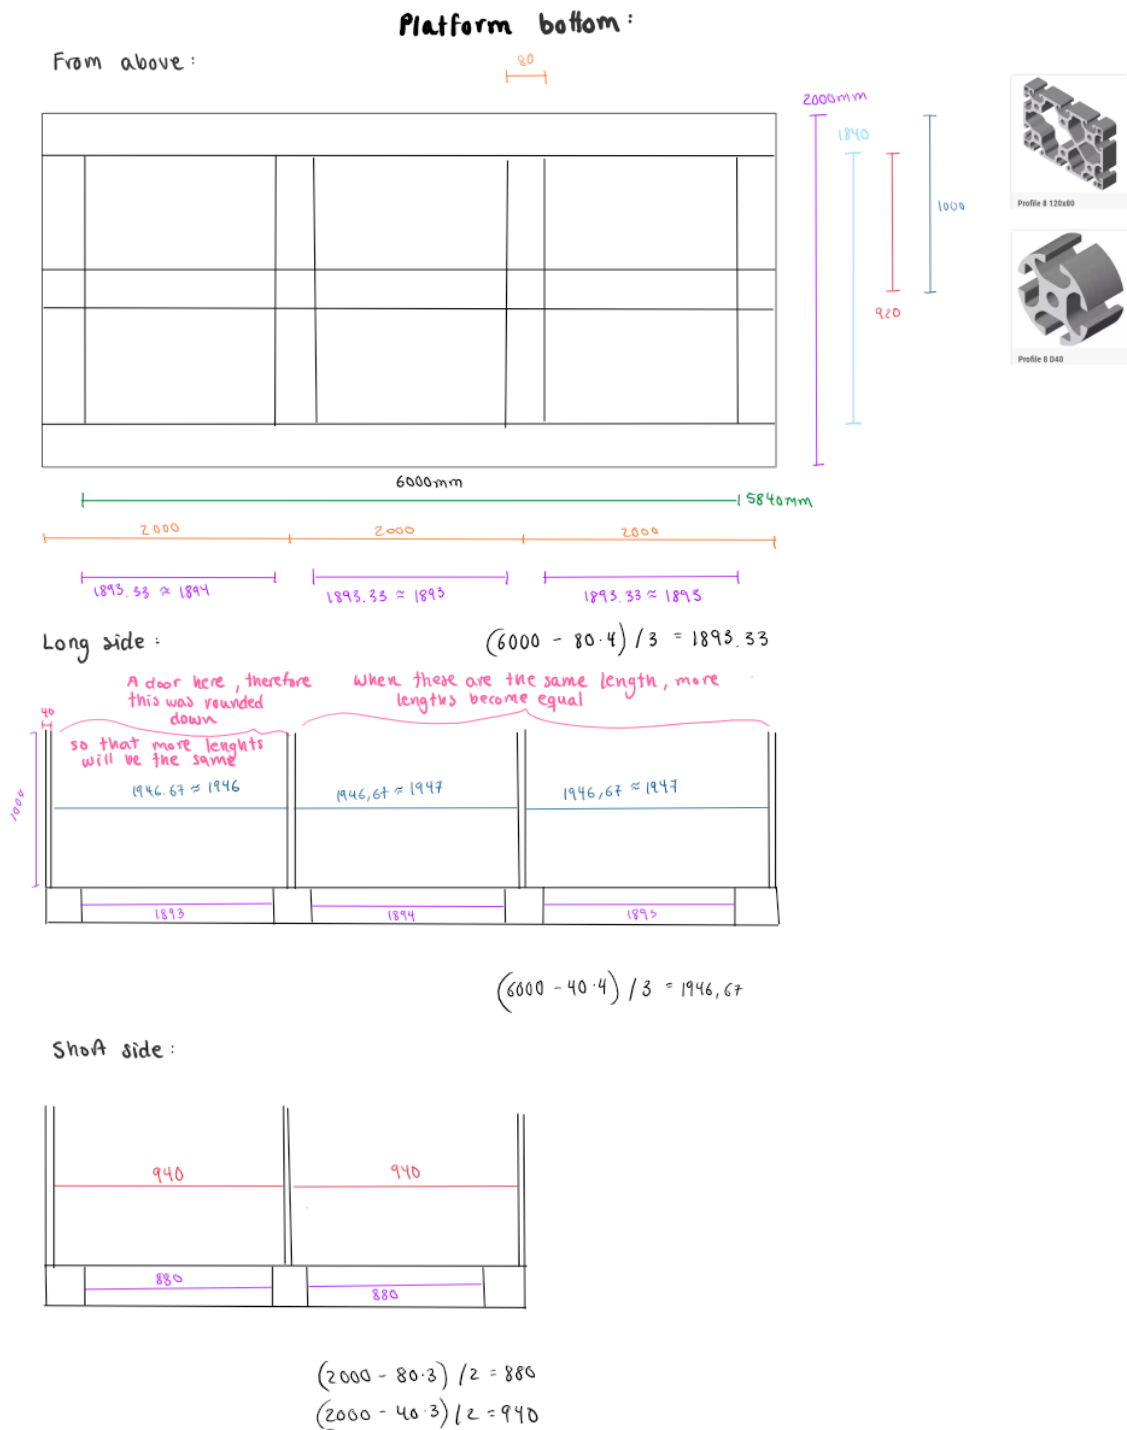 Platform bottom:
From above:
80
2000mm
1840
1000
920
Profile 8 120x80
Profile 8 D40
6000mm
5840mm
2000
2000
2000
1893.33 ≈ 1894
1893.33 ≈ 1893
1893.33 ≈ 1893
Long side:
(6000 - 80·4) / 3 = 1893.33
A door here, therefore
this was rounded
down
so that more lenghts
will be the same
When these are the same length, more
lengths become equal
40
1000
1946.67 ≈ 1946
1946,67 ≈ 1947
1946,67 ≈ 1947
1893
1894
1893
(6000 - 40·4) / 3 = 1946,67
Short side:
940
940
880
880
(2000 - 80·3) / 2 = 880
(2000 - 40·3) / 2 = 940